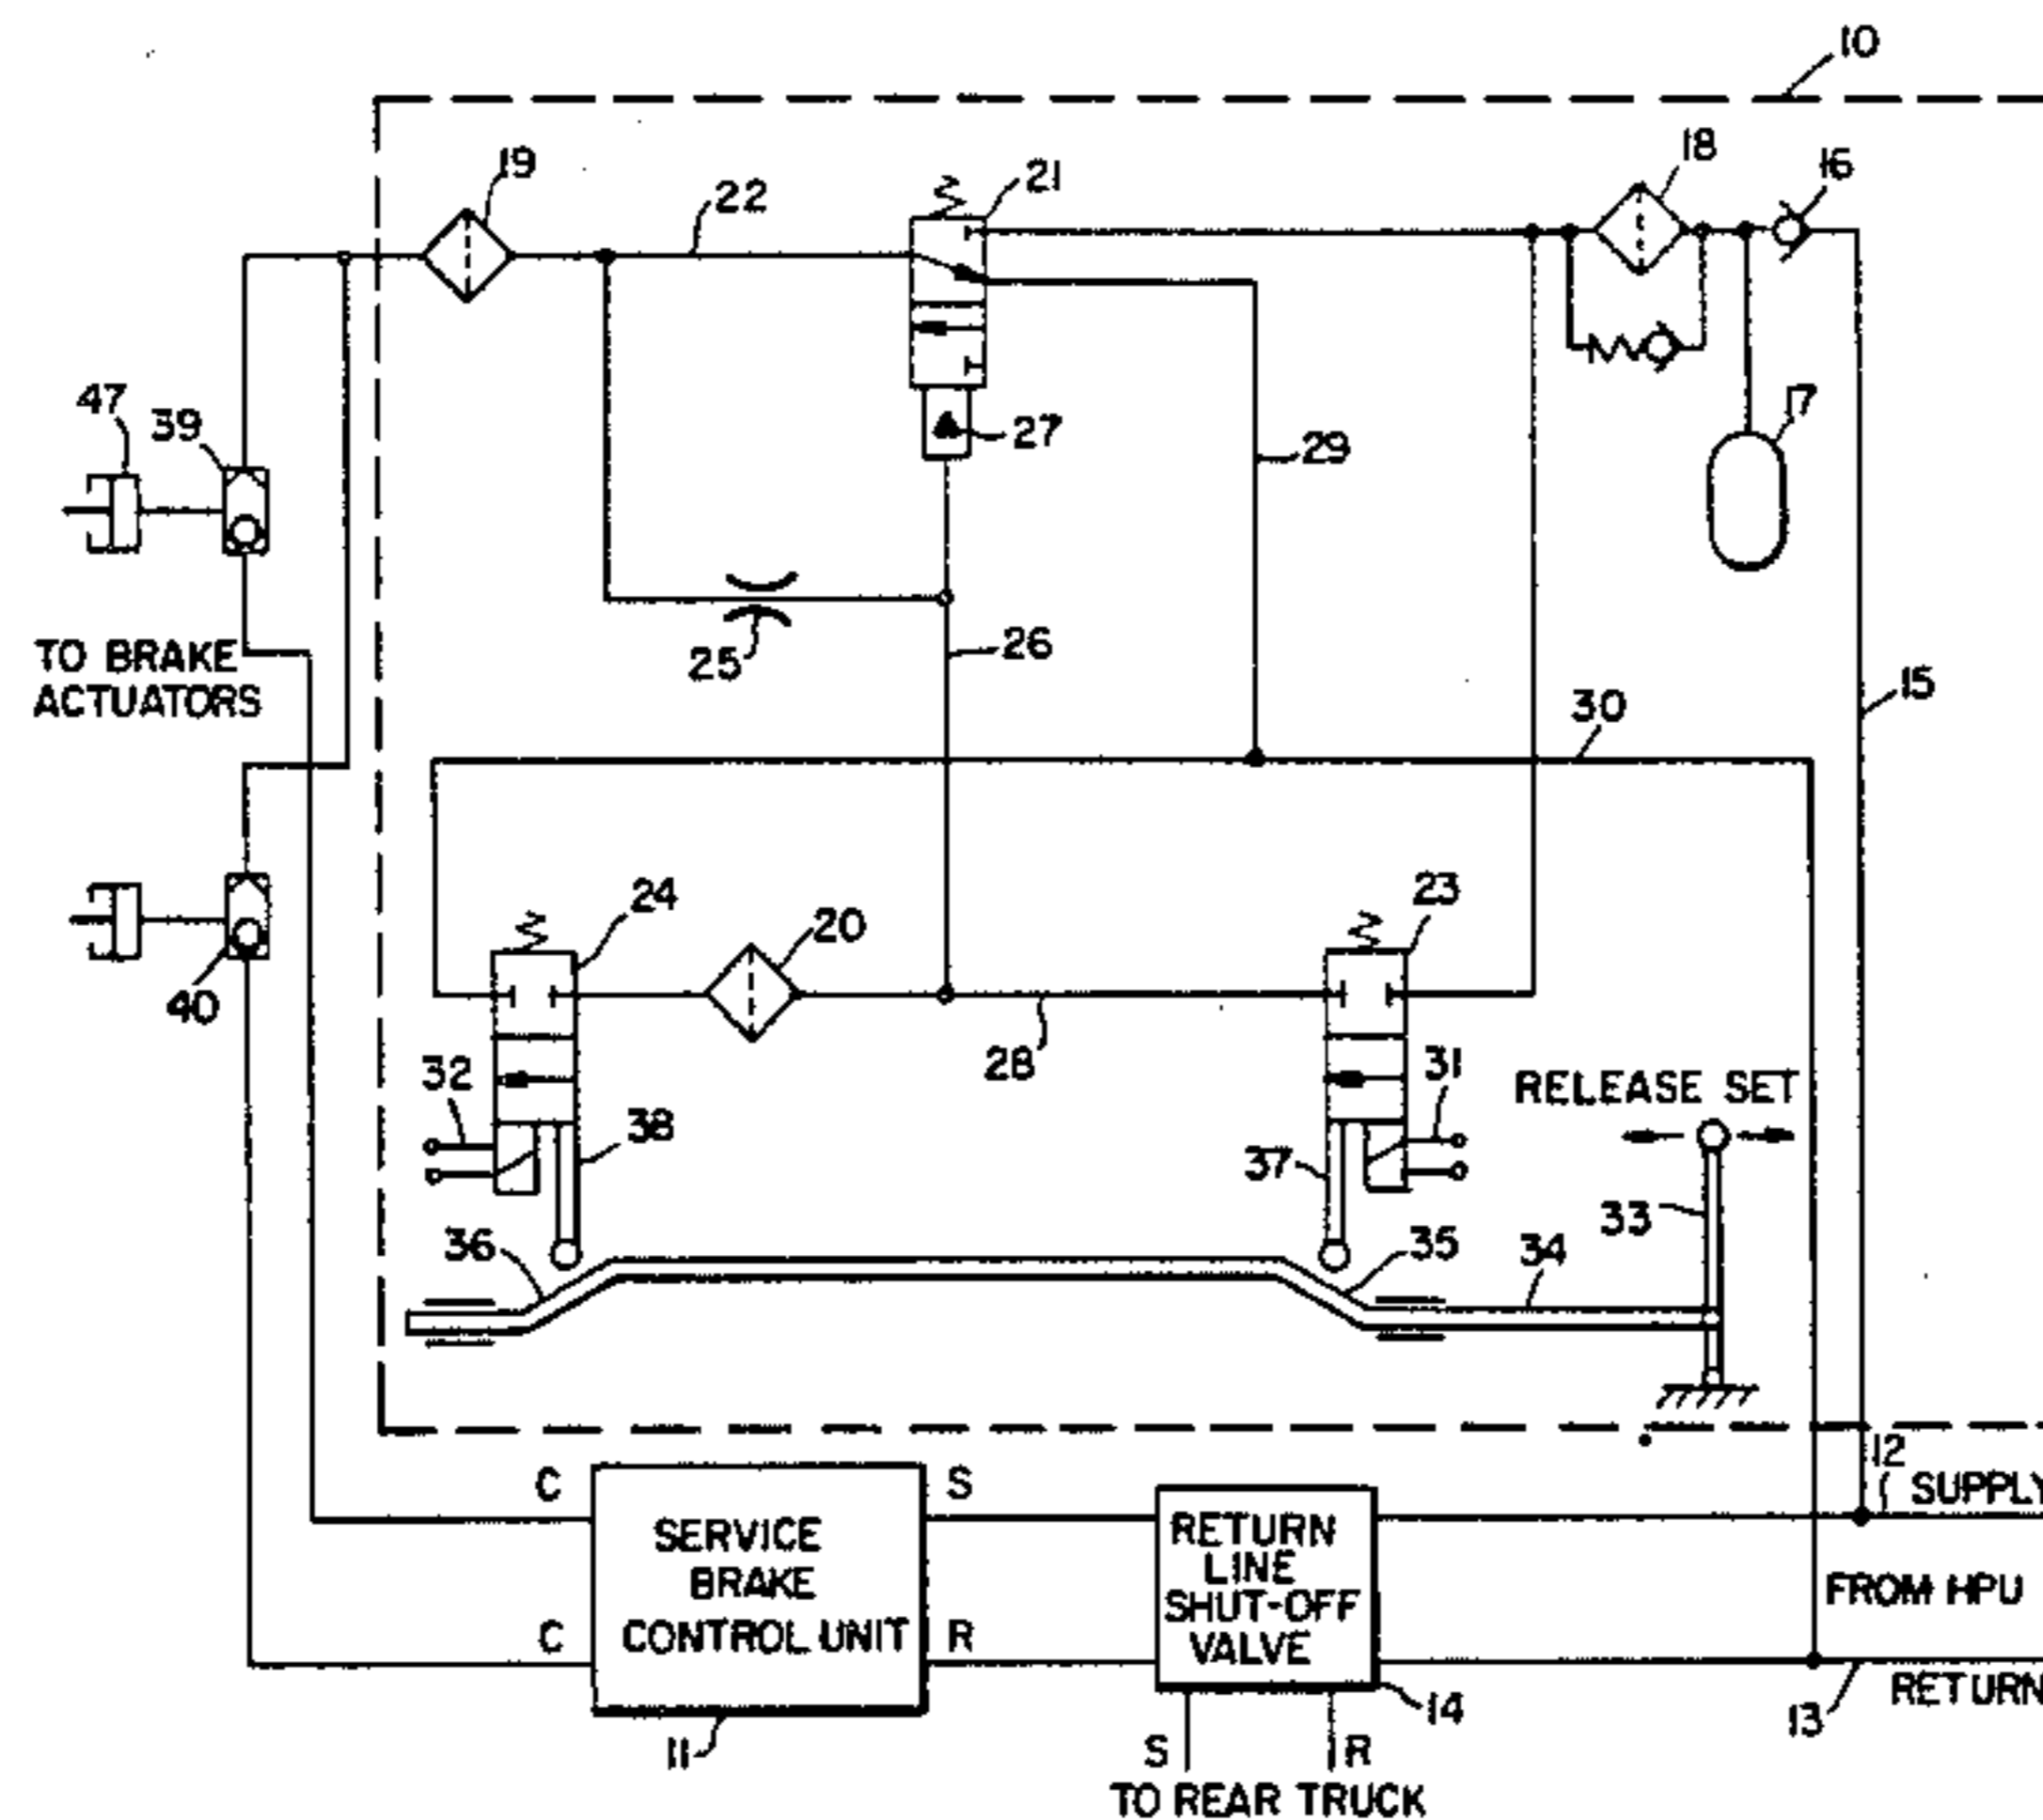 10
19
22
21
18
16
47
39
27
29
17
25
26
TO BRAKE
ACTUATORS
30
15
24
20
23
40
28
32
38
37
31
RELEASE SET
36
35
34
33
12
C
S
SUPPLY
SERVICE
BRAKE
CONTROL UNIT
RETURN
LINE
SHUT-OFF
VALVE
FROM HPU
C
R
RETURN
11
14
13
S
R
TO REAR TRUCK